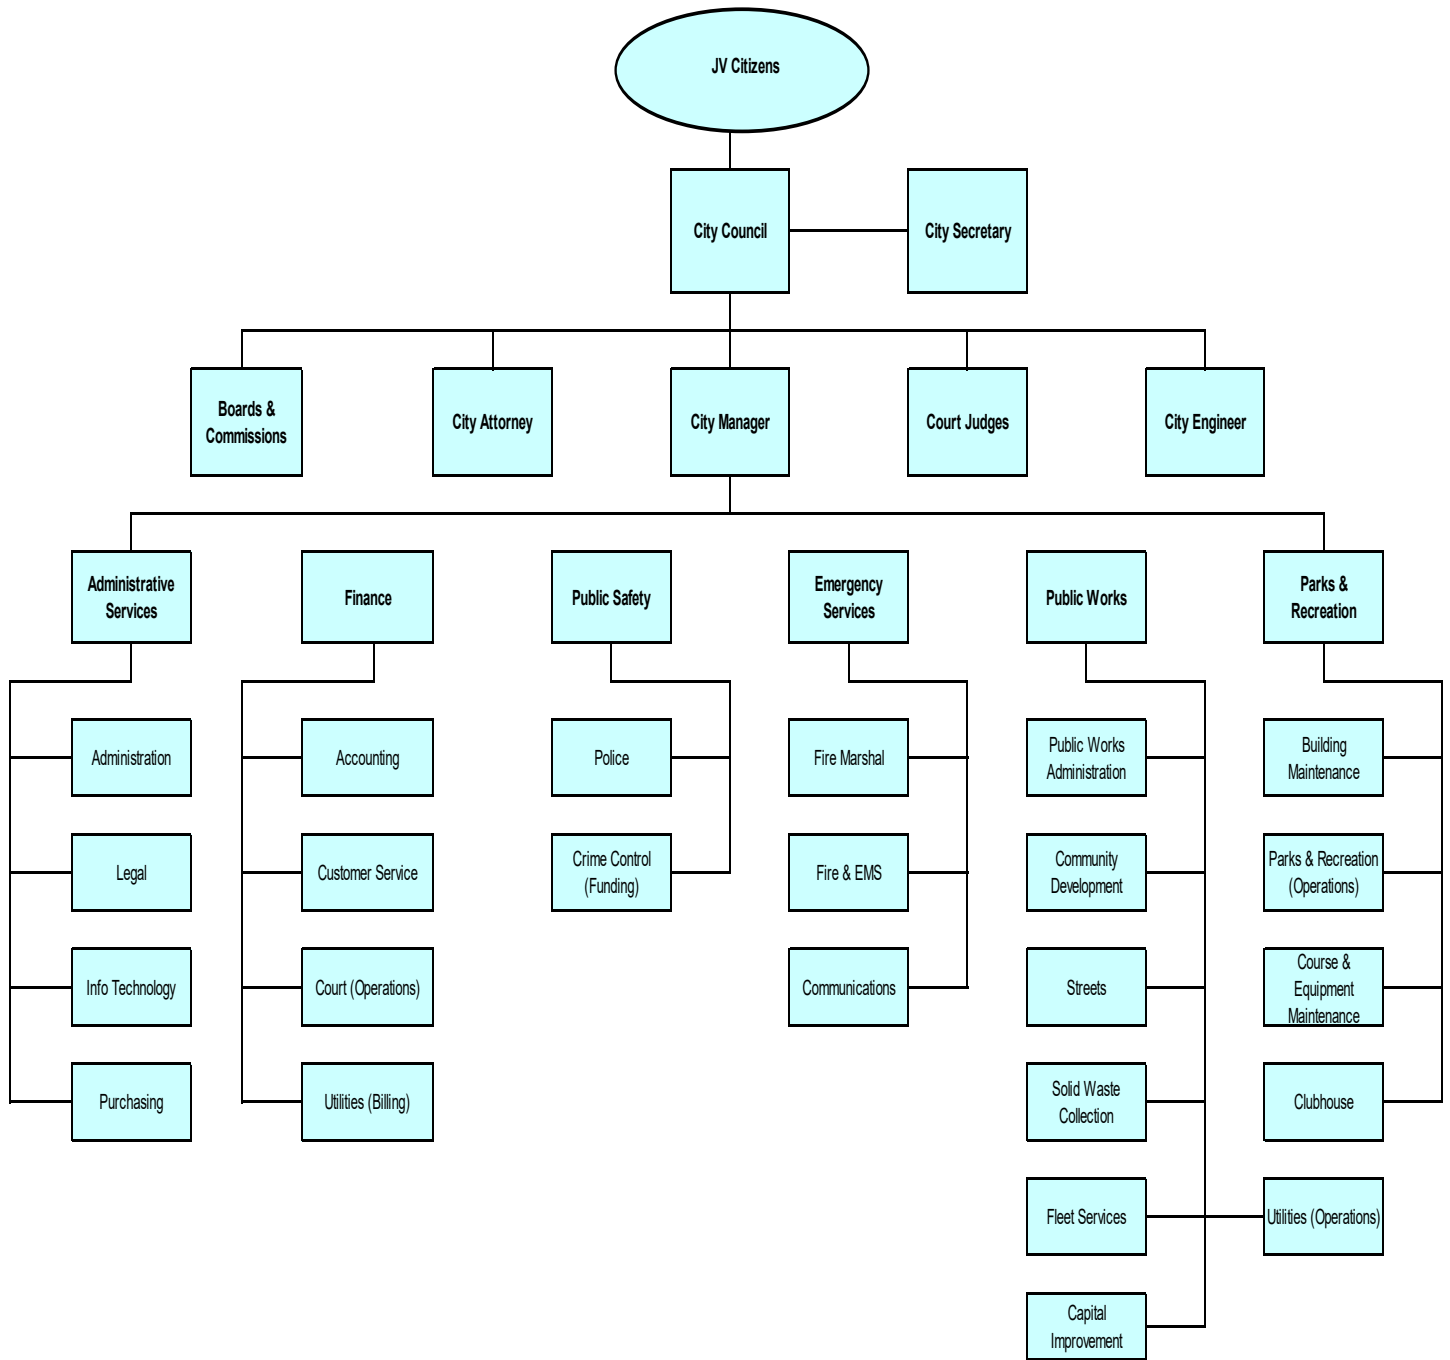 JV Citizens
City Council
City Secretary
Boards &
Commissions
City Attorney
City Manager
Court Judges
City Engineer
Administrative
Services
Finance
Public Safety
Emergency
Services
Public Works
Parks &
Recreation
Administration
Accounting
Police
Fire Marshal
Public Works
Administration
Building
Maintenance
Legal
Customer Service
Crime Control
(Funding)
Fire & EMS
Community
Development
Parks & Recreation
(Operations)
Info Technology
Court (Operations)
Communications
Streets
Course &
Equipment
Maintenance
Purchasing
Utilities (Billing)
Solid Waste
Collection
Clubhouse
Fleet Services
Utilities (Operations)
Capital
Improvement